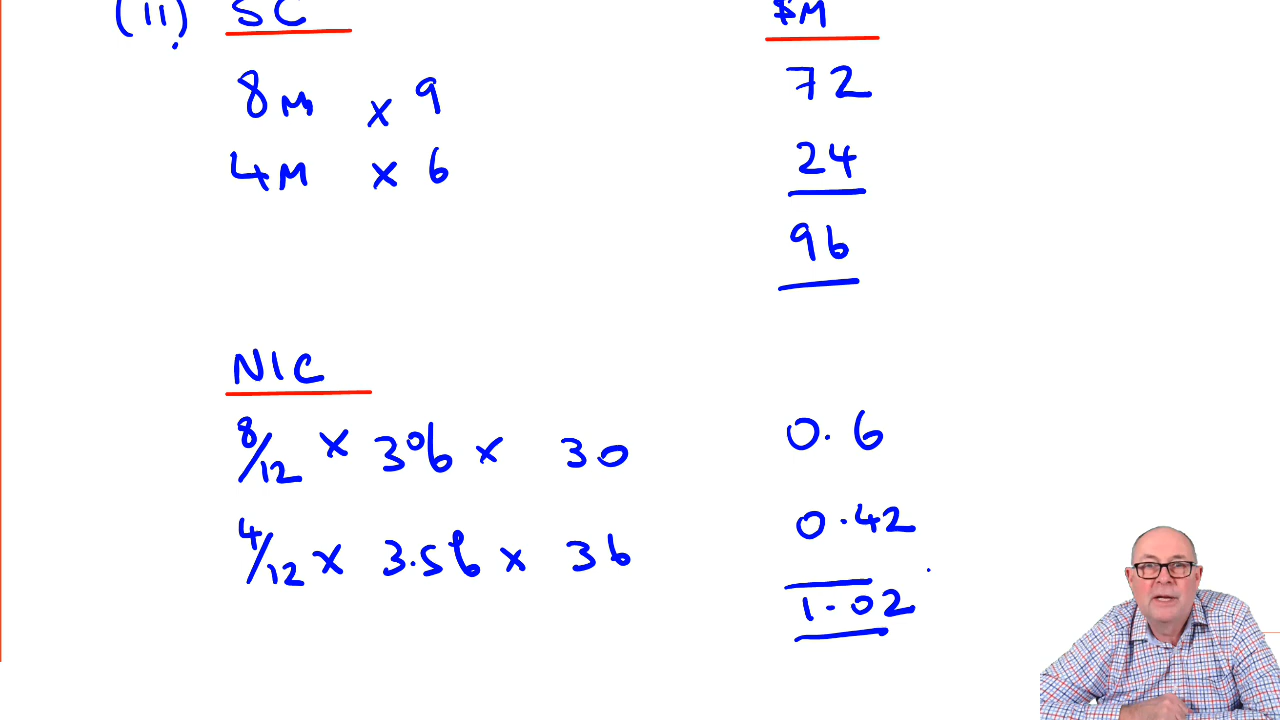 (ii) SC $M
8M x 9 72
4M x 6 24
96
NIC
8/12 x 3% x 30 0.6
4/12 x 3.5% x 36 0.42
1.02